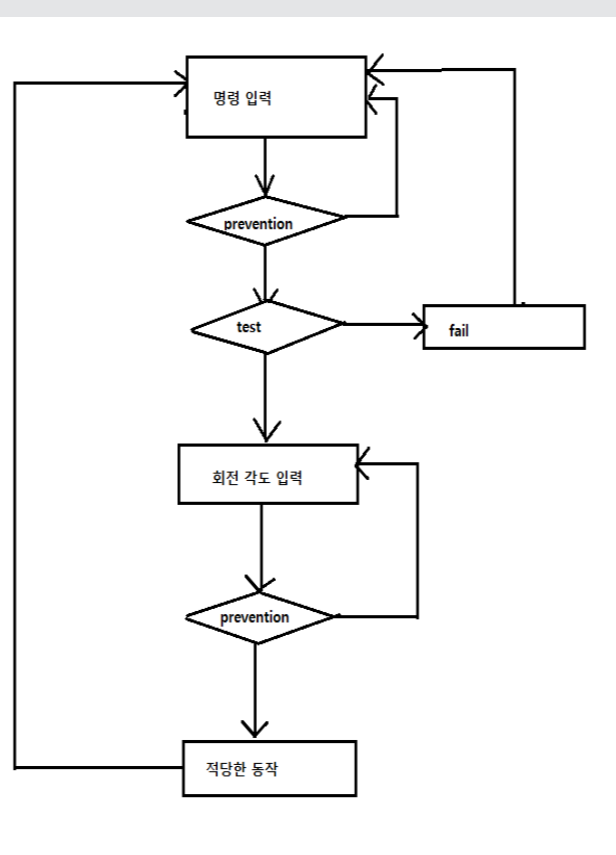 명령 입력
prevention
test
fail
회전 각도 입력
prevention
적당한 동작